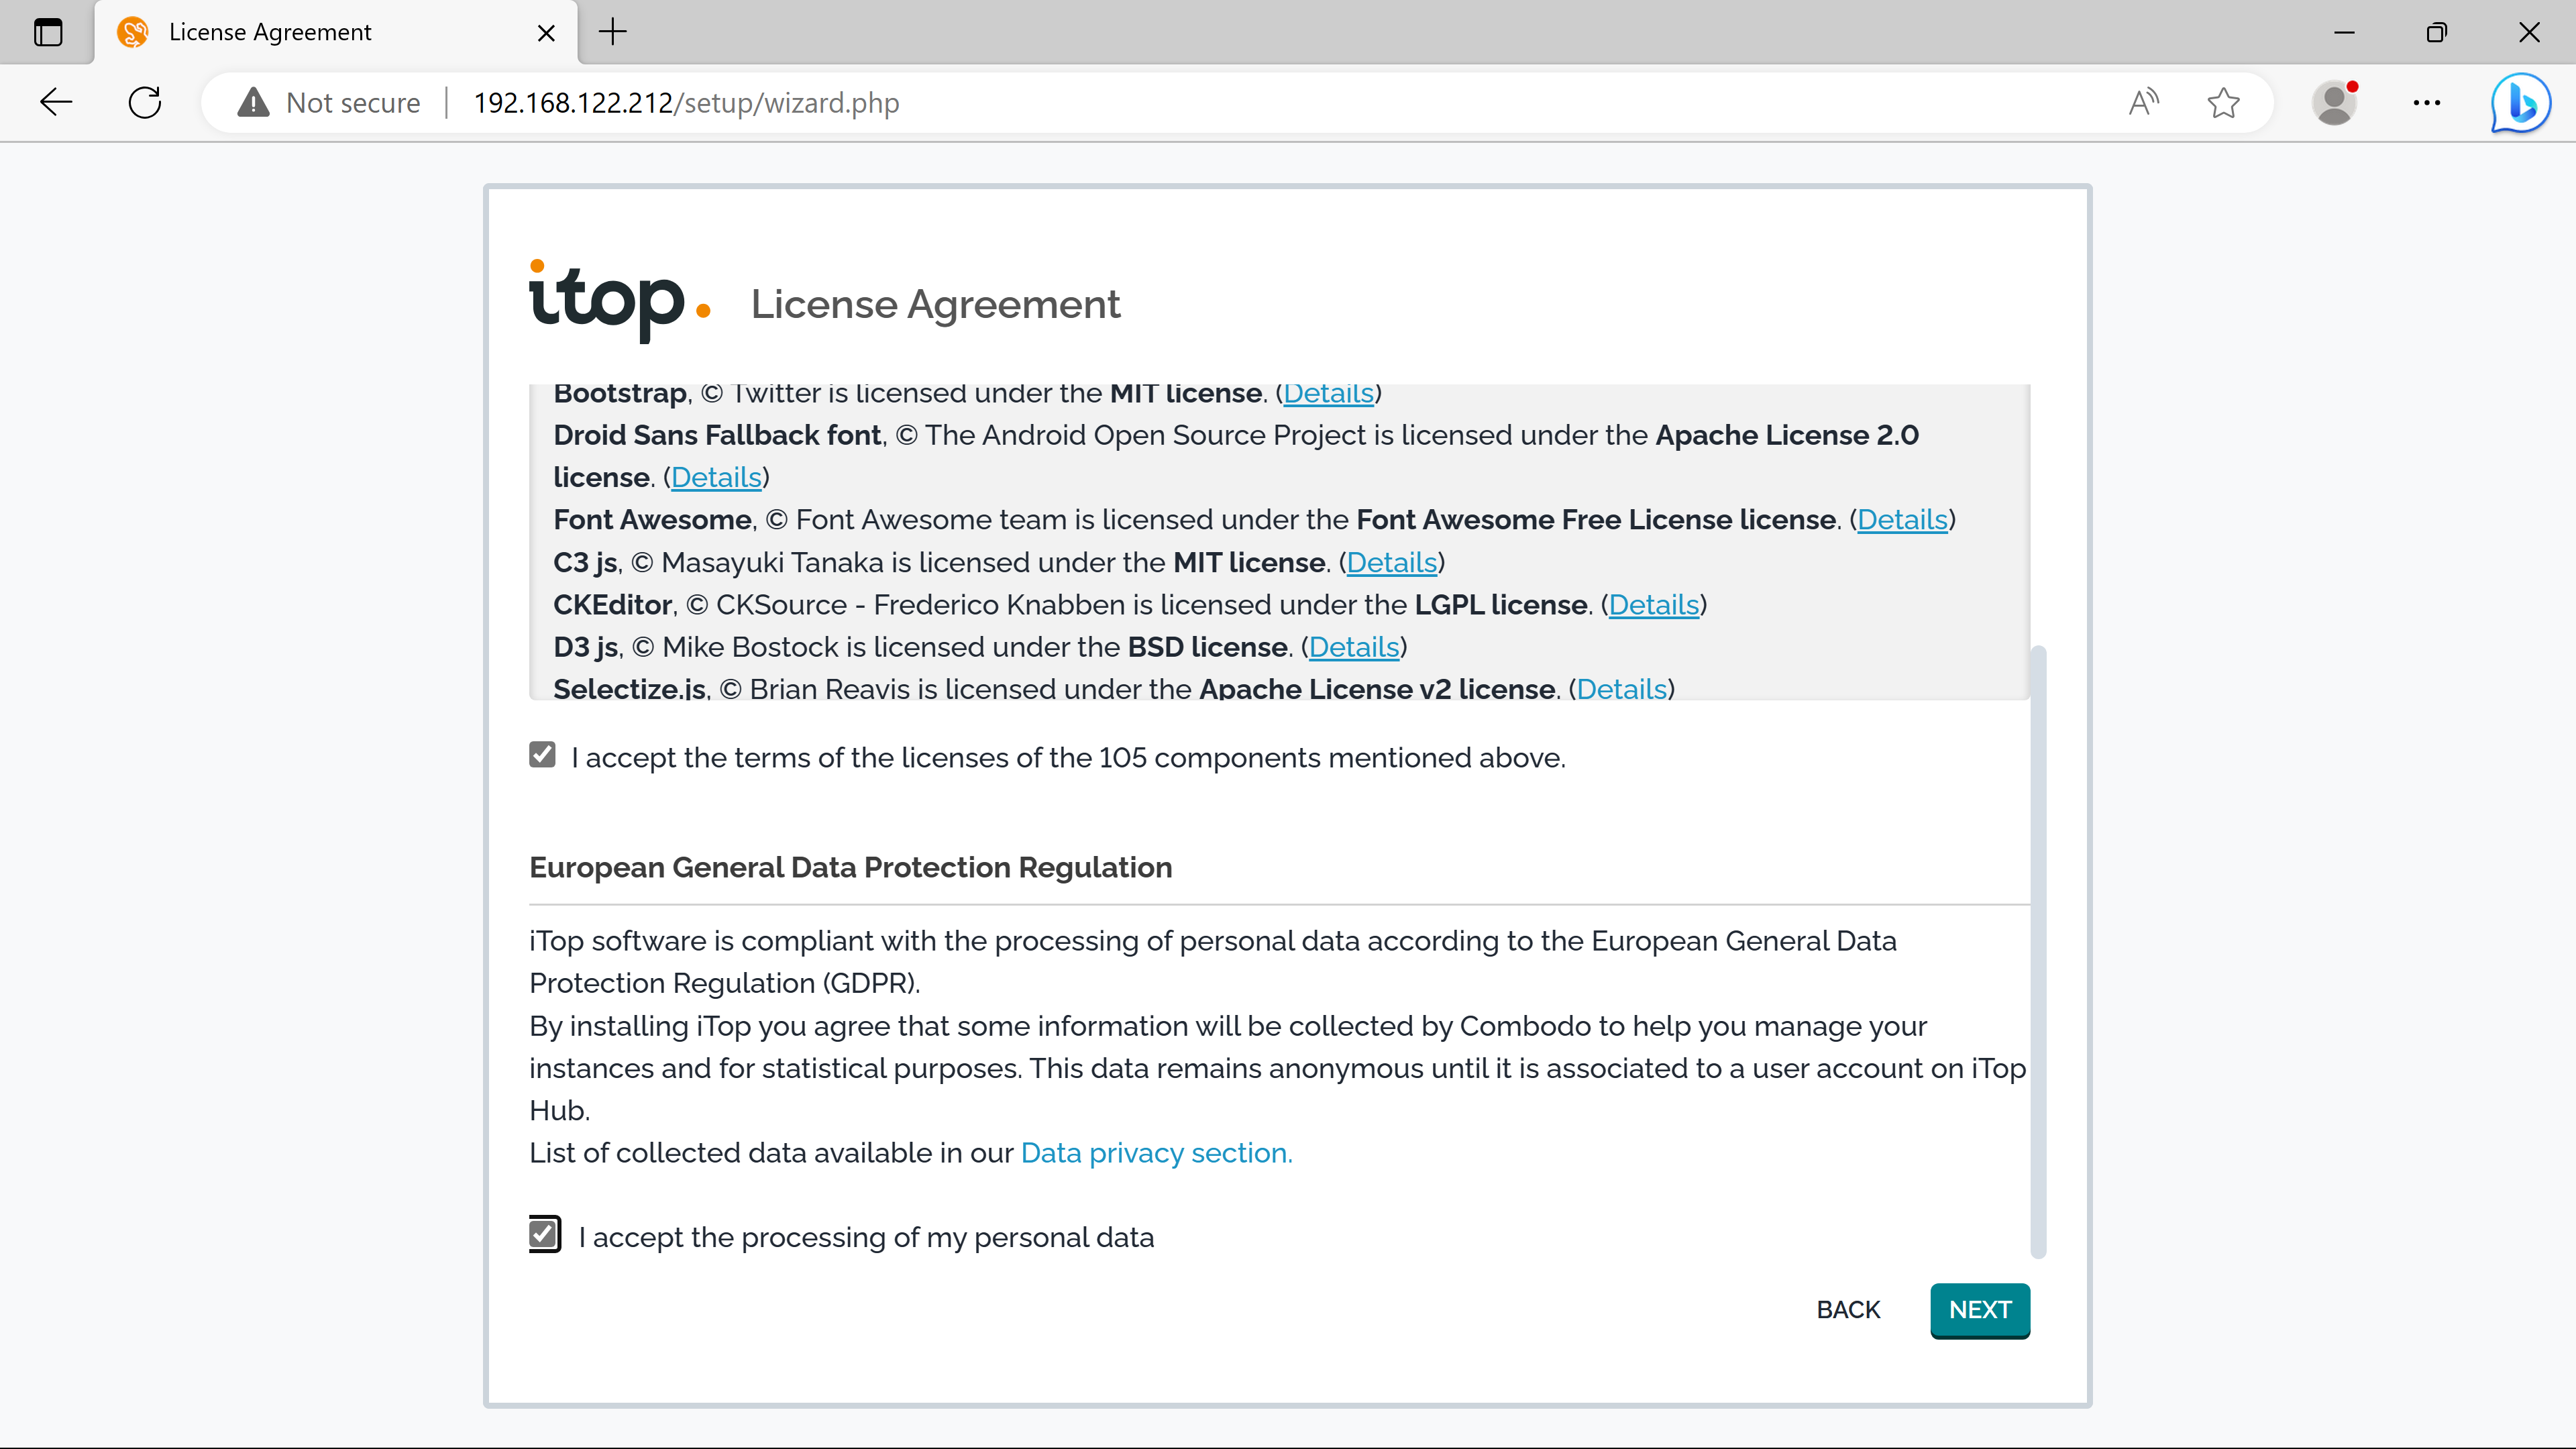 License Agreement
Not secure
192.168.122.212/setup/wizard.php
itop.
License Agreement
Bootstrap, © Twitter is licensed under the MIT license. (Details)
Droid Sans Fallback font, © The Android Open Source Project is licensed under the Apache License 2.0
license. (Details)
Font Awesome, © Font Awesome team is licensed under the Font Awesome Free License license. (Details)
C3 js, © Masayuki Tanaka is licensed under the MIT license. (Details)
CKEditor, © CKSource - Frederico Knabben is licensed under the LGPL license. (Details)
D3 js, © Mike Bostock is licensed under the BSD license. (Details)
Selectize.js, © Brian Reavis is licensed under the Apache License v2 license. (Details)
I accept the terms of the licenses of the 105 components mentioned above.
European General Data Protection Regulation
iTop software is compliant with the processing of personal data according to the European General Data
Protection Regulation (GDPR).
By installing iTop you agree that some information will be collected by Combodo to help you manage your
instances and for statistical purposes. This data remains anonymous until it is associated to a user account on iTop
Hub.
List of collected data available in our Data privacy section.
I accept the processing of my personal data
BACK
NEXT